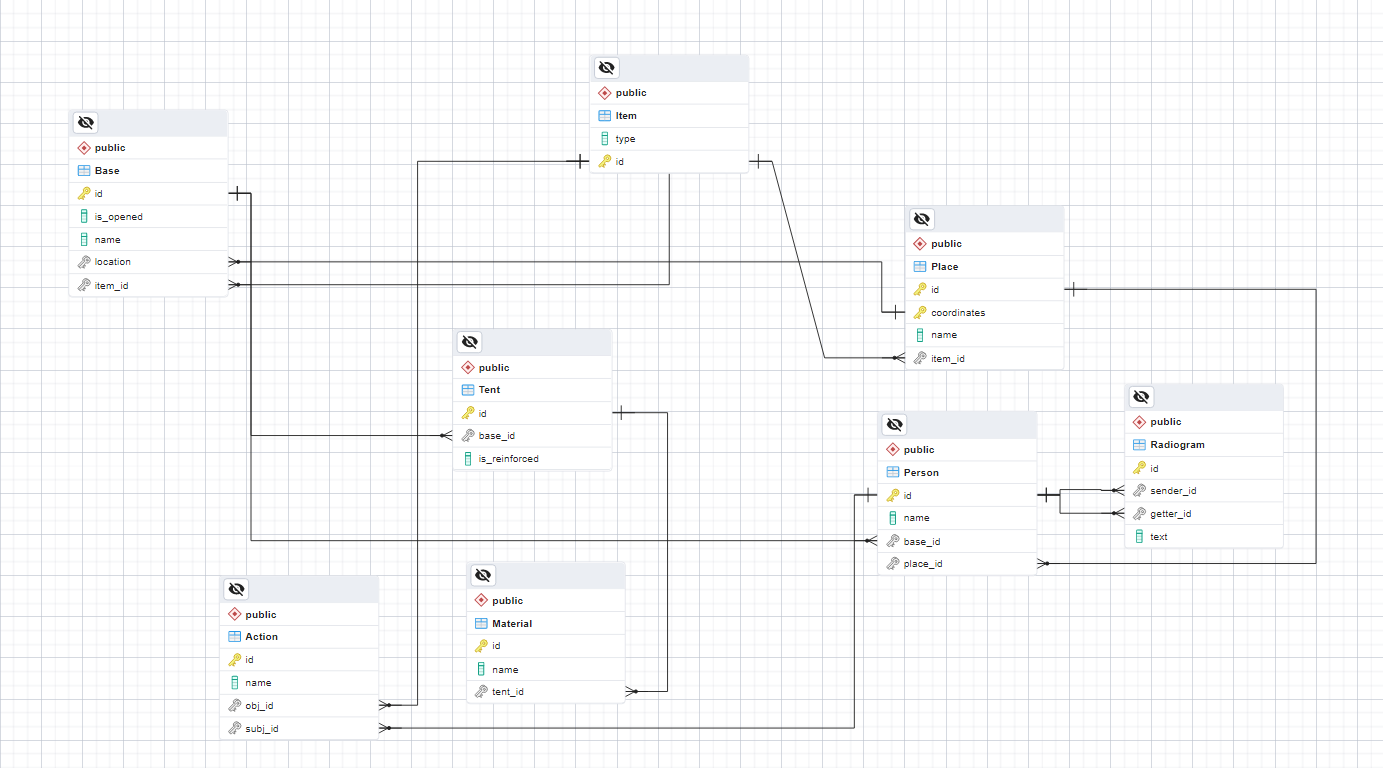 public
Item
type
id
public
Base
id
is_opened
name
location
item_id
public
Place
id
coordinates
name
item_id
public
Tent
id
base_id
is_reinforced
public
Person
id
name
base_id
place_id
public
Radiogram
id
sender_id
getter_id
text
public
Action
id
name
obj_id
subj_id
public
Material
id
name
tent_id